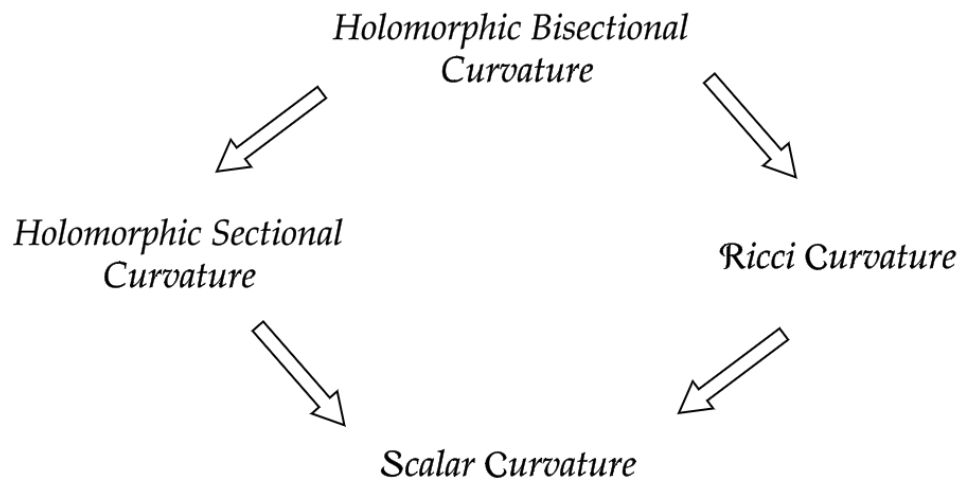 Holomorphic Bisectional
Curvature
Holomorphic Sectional
Curvature
Ricci Curvature
Scalar Curvature